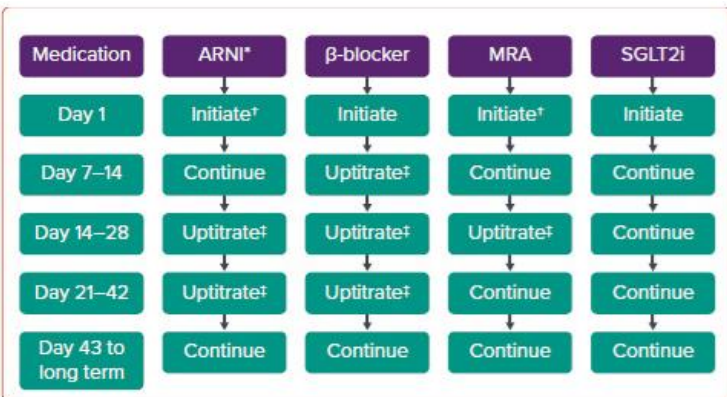 Medication ARNI* β-blocker MRA SGLT2i
Day 1 Initiate† Initiate Initiate† Initiate
Day 7–14 Continue Uptitrate‡ Continue Continue
Day 14–28 Uptitrate‡ Uptitrate‡ Uptitrate‡ Continue
Day 21–42 Uptitrate‡ Uptitrate‡ Continue Continue
Day 43 to
long term Continue Continue Continue Continue